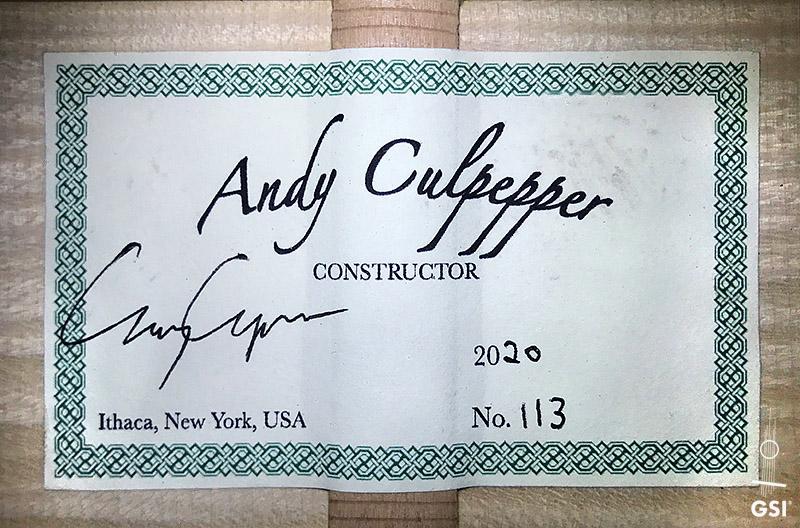 Andy Culpepper
CONSTRUCTOR
2020
Ithaca, New York, USA
No. 113
GSI